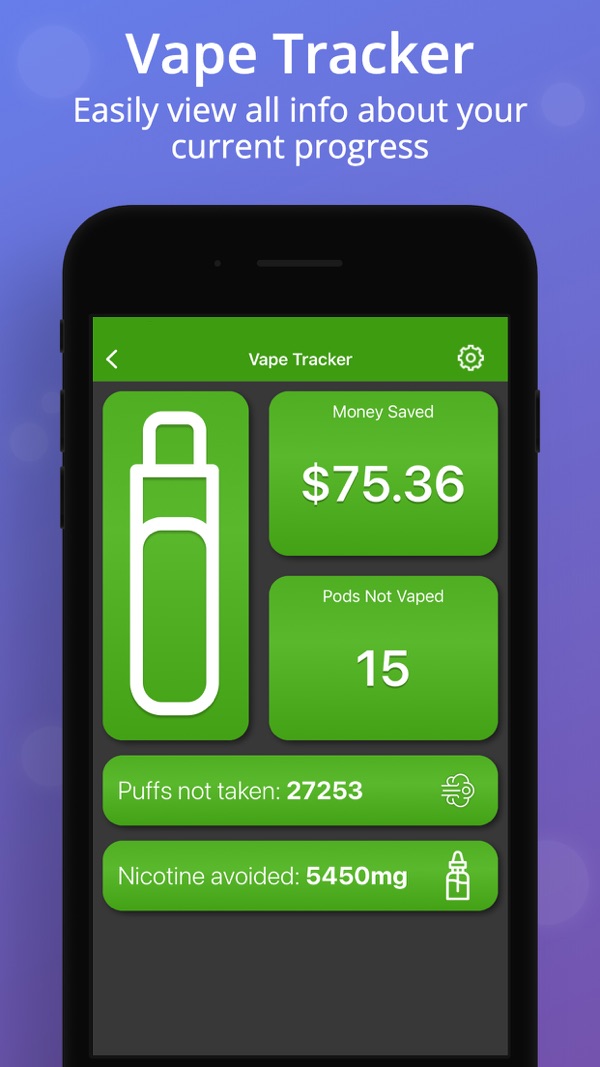 Vape Tracker
Easily view all info about your
current progress
Vape Tracker
Money Saved
$75.36
Pods Not Vaped
15
Puffs not taken: 27253
Nicotine avoided: 5450mg